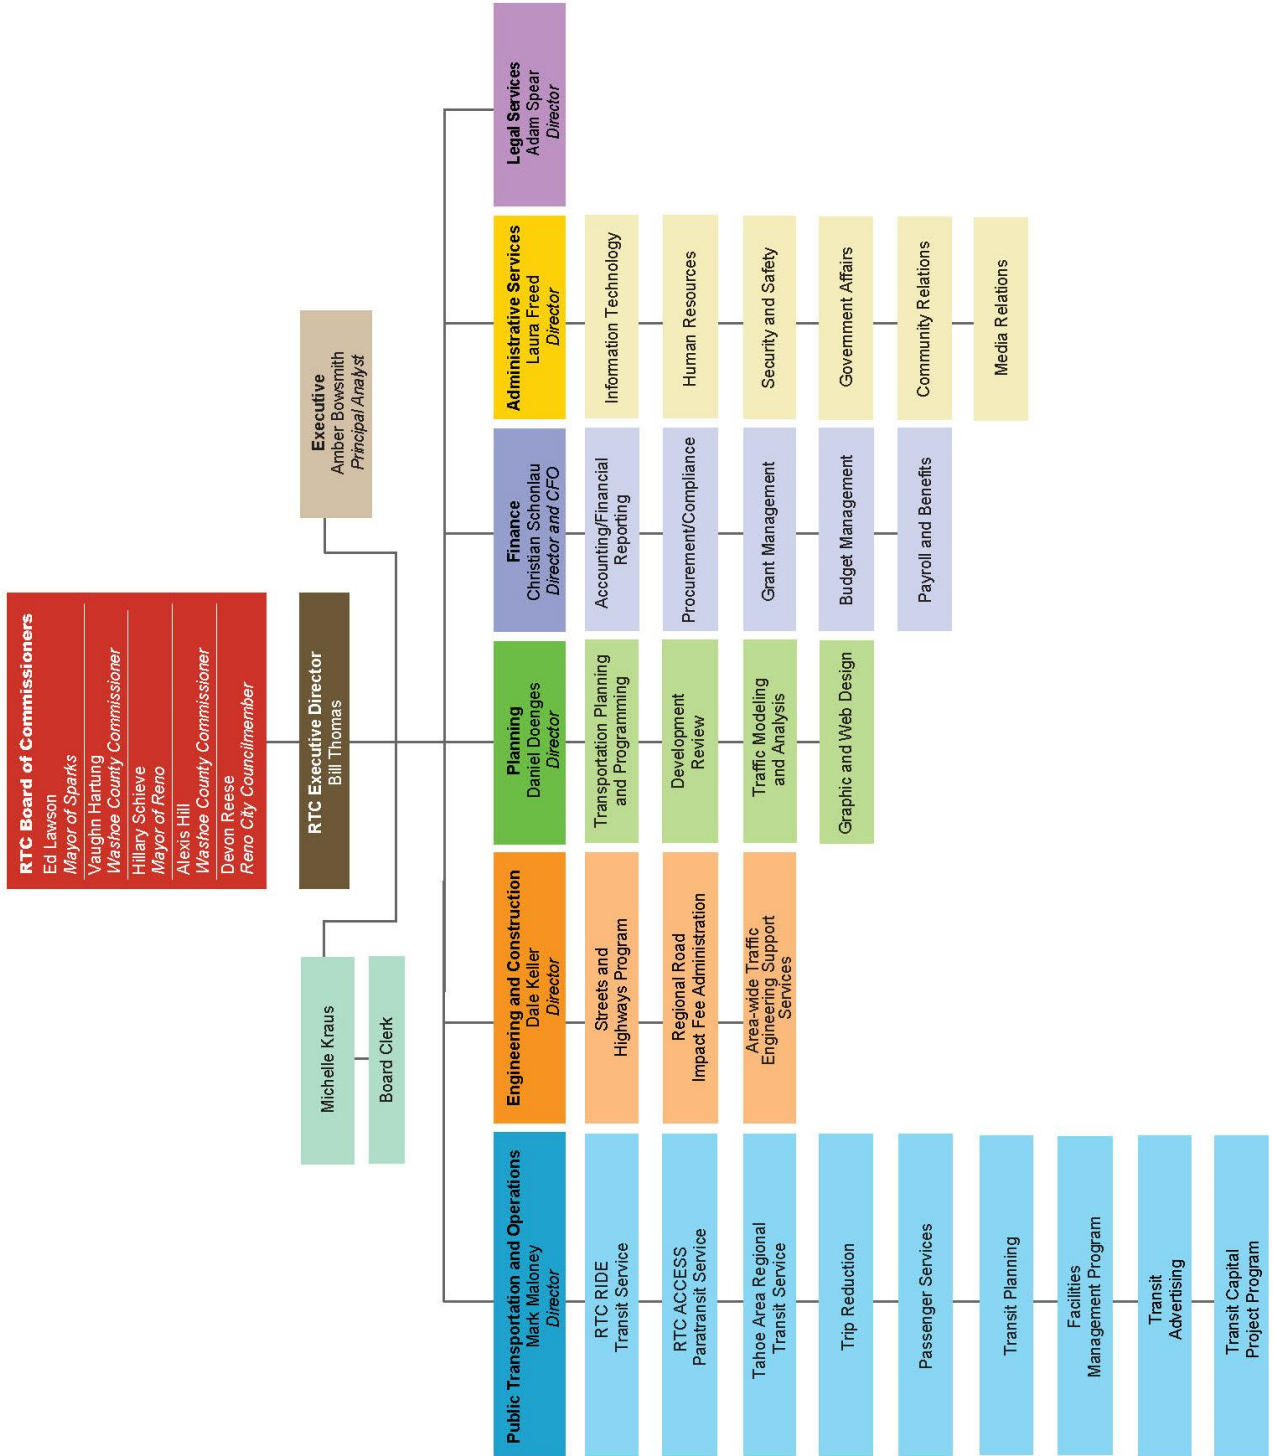 RTC Board of Commissioners
Ed Lawson
Mayor of Sparks
Vaughn Hartung
Washoe County Commissioner
Hillary Schieve
Mayor of Reno
Alexis Hill
Washoe County Commissioner
Devon Reese
Reno City Councilmember
RTC Executive Director
Bill Thomas
Michelle Kraus
Board Clerk
Executive
Amber Bowsmith
Principal Analyst
Public Transportation and Operations
Mark Maloney
Director
RTC RIDE
Transit Service
RTC ACCESS
Paratransit Service
Tahoe Area Regional
Transit Service
Trip Reduction
Passenger Services
Transit Planning
Facilities
Management Program
Transit
Advertising
Transit Capital
Project Program
Engineering and Construction
Dale Keller
Director
Streets and
Highways Program
Regional Road
Impact Fee Administration
Area-wide Traffic
Engineering Support
Services
Planning
Daniel Doenges
Director
Transportation Planning
and Programming
Development
Review
Traffic Modeling
and Analysis
Graphic and Web Design
Finance
Christian Schonlau
Director and CFO
Accounting/Financial
Reporting
Procurement/Compliance
Grant Management
Budget Management
Payroll and Benefits
Administrative Services
Laura Freed
Director
Information Technology
Human Resources
Security and Safety
Government Affairs
Community Relations
Media Relations
Legal Services
Adam Spear
Director